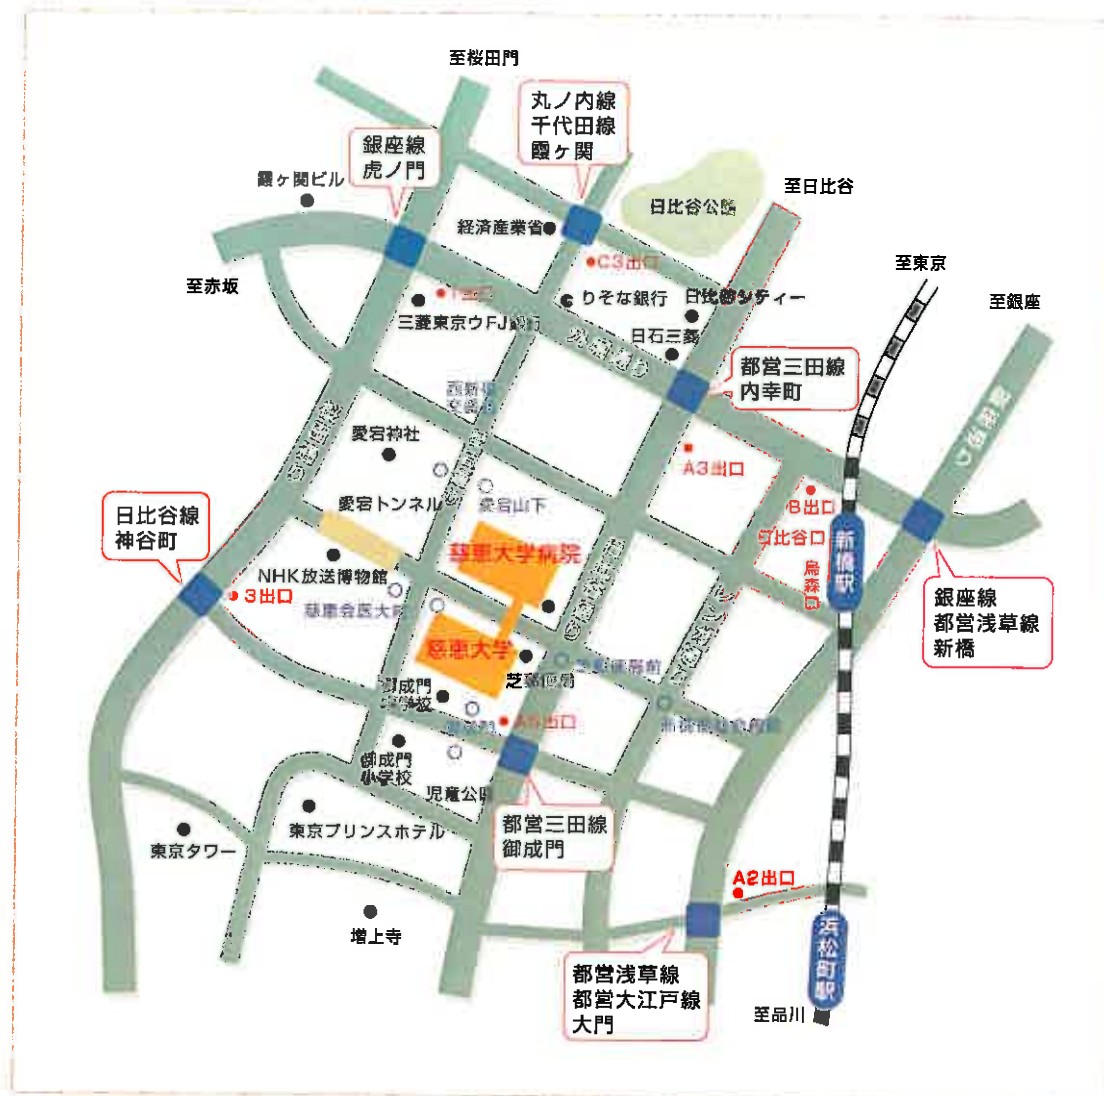 至桜田門
丸ノ内線
千代田線
霞ヶ関
銀座線
虎ノ門
霞ヶ関ビル
至日比谷
日比谷公園
経済産業省
至赤坂
C3出口
至東京
至銀座
りそな銀行
三菱東京UFJ銀行
日石三菱
都営三田線
内幸町
愛宕神社
A3出口
愛宕トンネル
愛宕山下
B出口
日比谷口
烏森口
新橋駅
日比谷線
神谷町
慈恵大学病院
NHK放送博物館
3出口
銀座線
都営浅草線
新橋
慈恵大学
芝郵便局
御成門
中学校
御成門
A5出口
御成門
小学校
児童公園
東京プリンスホテル
都営三田線
御成門
東京タワー
A2出口
増上寺
浜松町駅
都営浅草線
都営大江戸線
大門
至品川